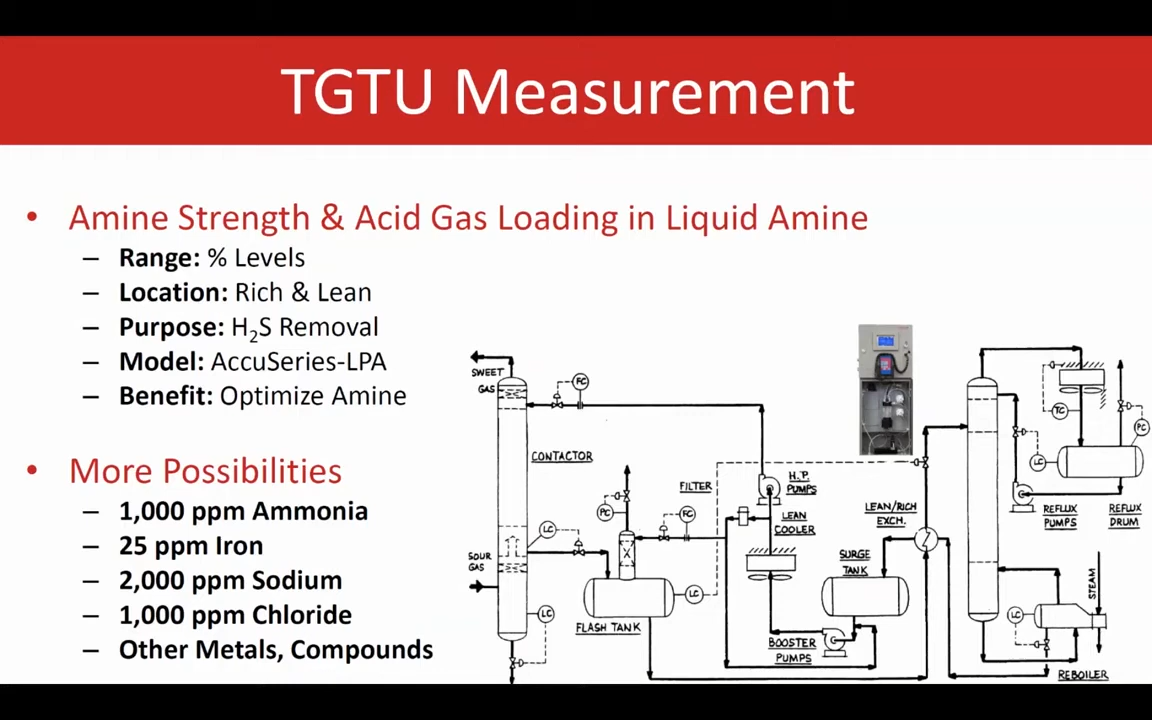 TGTU Measurement
• Amine Strength & Acid Gas Loading in Liquid Amine
– Range: % Levels
– Location: Rich & Lean
– Purpose: H₂S Removal
– Model: AccuSeries-LPA
– Benefit: Optimize Amine
• More Possibilities
– 1,000 ppm Ammonia
– 25 ppm Iron
– 2,000 ppm Sodium
– 1,000 ppm Chloride
– Other Metals, Compounds
SWEET
GAS
FC
CONTACTOR
SOUR
GAS
LC
LC
PC
FLASH TANK
FILTER
FC
LC
H.P.
PUMPS
LEAN
COOLER
BOOSTER
PUMPS
SURGE
TANK
LEAN/RICH
EXCH.
TC
PC
LC
REFLUX
PUMPS
REFLUX
DRUM
STEAM
LC
REBOILER